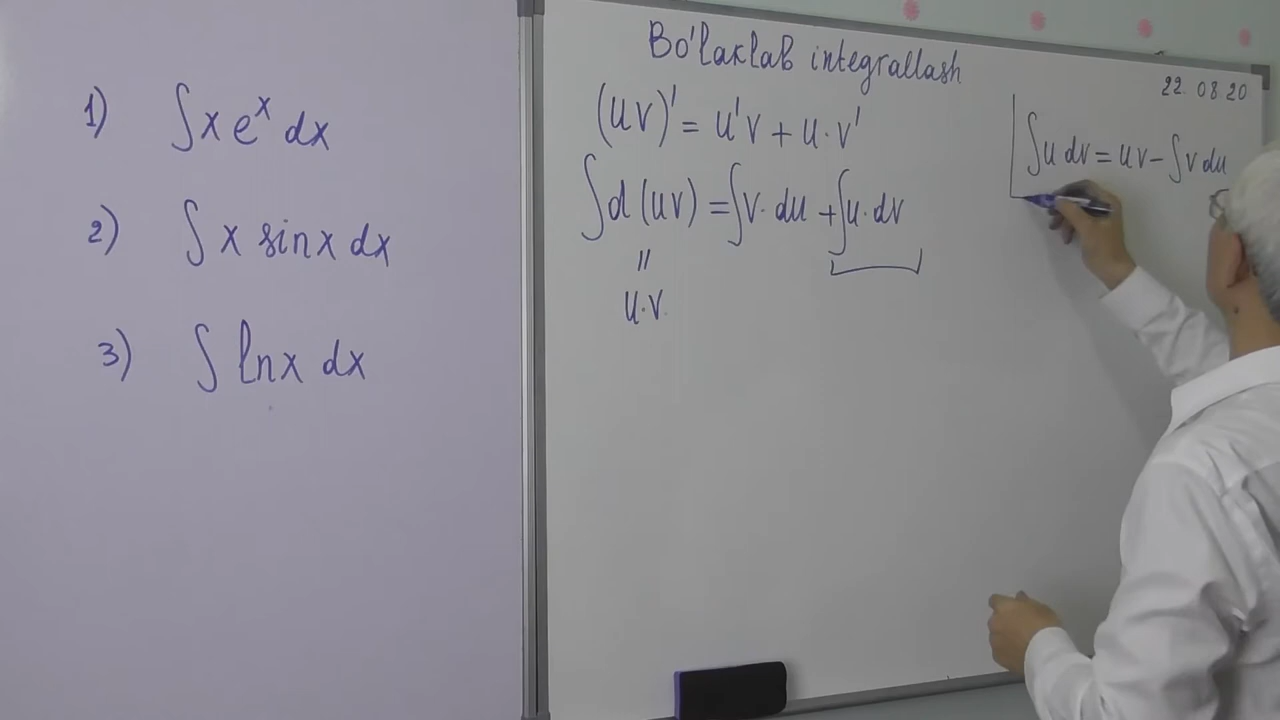 1) ∫x eˣ dx
2) ∫ x sinx dx
3) ∫ lnx dx
Bo'laklab integrallash
22.08 20
(uv)' = u'v + u·v'
∫d(uv) = ∫v·du + ∫u·dv
"
u·v.
∫u dv = uv - ∫v du